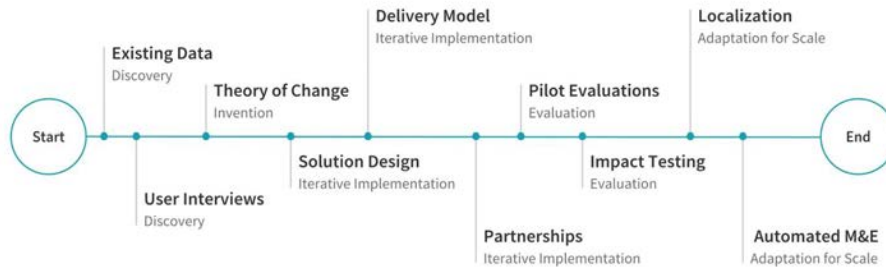 Start
Existing Data
Discovery
User Interviews
Discovery
Theory of Change
Invention
Solution Design
Iterative Implementation
Delivery Model
Iterative Implementation
Partnerships
Iterative Implementation
Pilot Evaluations
Evaluation
Impact Testing
Evaluation
Localization
Adaptation for Scale
Automated M&E
Adaptation for Scale
End